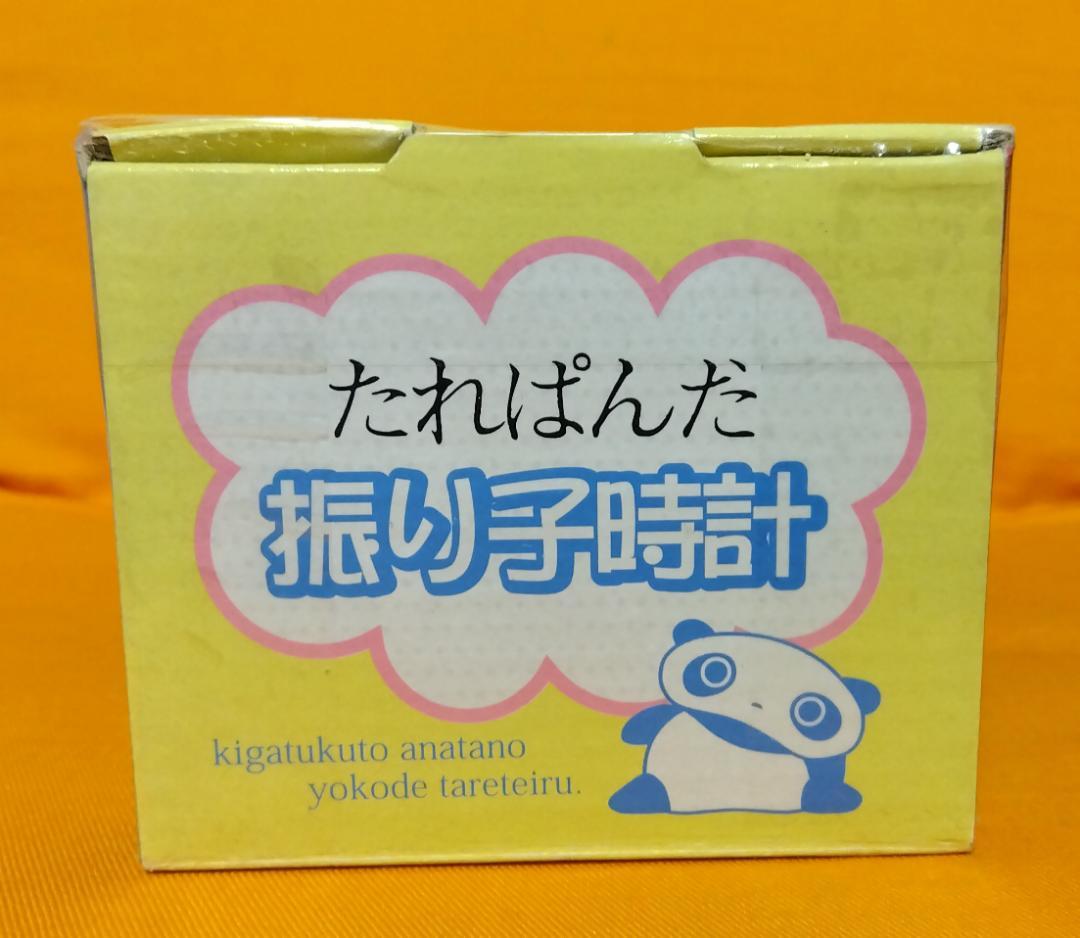 たれぱんだ
振り子時計
kigatukuto anatano
yokode tareteiru.